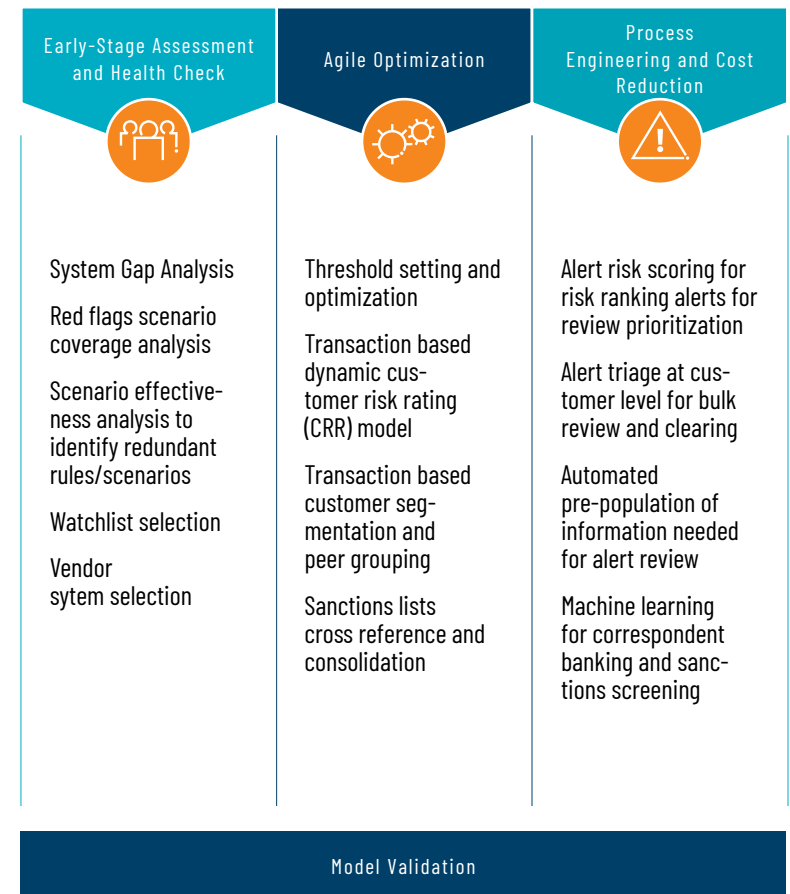 Early-Stage Assessment
and Health Check
System Gap Analysis
Red flags scenario
coverage analysis
Scenario effective-
ness analysis to
identify redundant
rules/scenarios
Watchlist selection
Vendor
sytem selection
Agile Optimization
Threshold setting and
optimization
Transaction based
dynamic cus-
tomer risk rating
(CRR) model
Transaction based
customer seg-
mentation and
peer grouping
Sanctions lists
cross reference and
consolidation
Process
Engineering and Cost
Reduction
Alert risk scoring for
risk ranking alerts for
review prioritization
Alert triage at cus-
tomer level for bulk
review and clearing
Automated
pre-population of
information needed
for alert review
Machine learning
for correspondent
banking and sanc-
tions screening
Model Validation